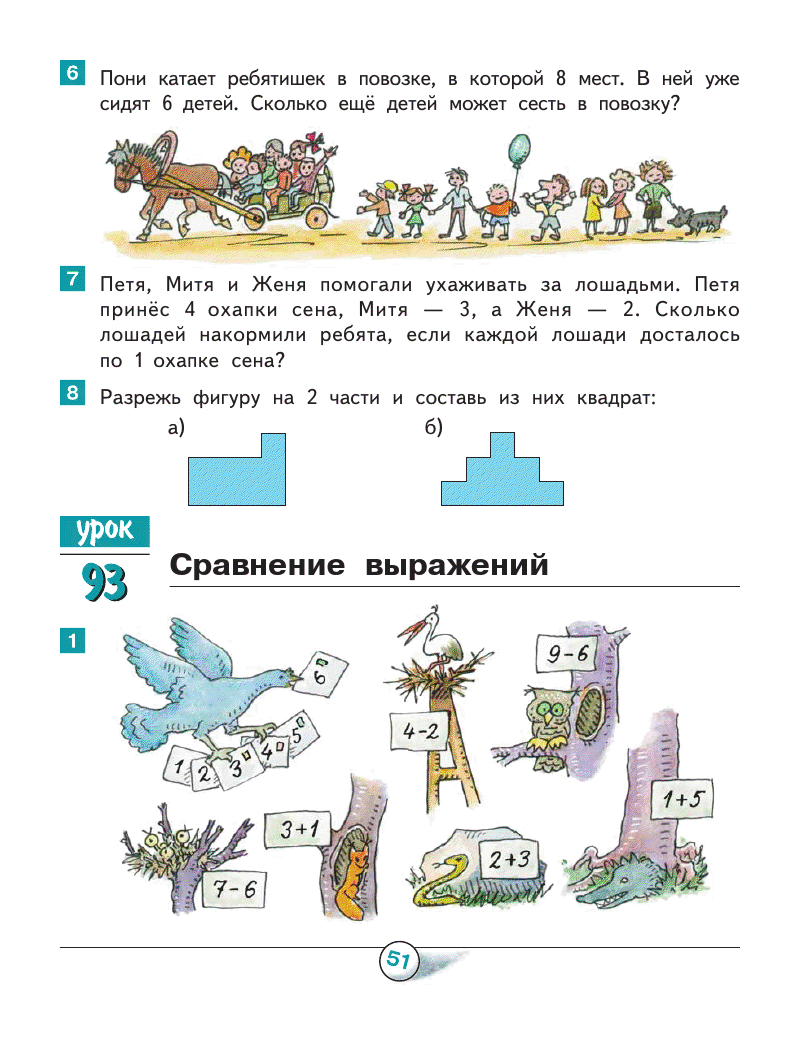 6 Пони катает ребятишек в повозке, в которой 8 мест. В ней уже
сидят 6 детей. Сколько ещё детей может сесть в повозку?
7 Петя, Митя и Женя помогали ухаживать за лошадьми. Петя
принёс 4 охапки сена, Митя — 3, а Женя — 2. Сколько
лошадей накормили ребята, если каждой лошади досталось
по 1 охапке сена?
8 Разрежь фигуру на 2 части и составь из них квадрат:
а) б)
урок
93
Сравнение выражений
1
6
9-6
4-2
1 2 3 4 5
1+5
3+1
2+3
7-6
51